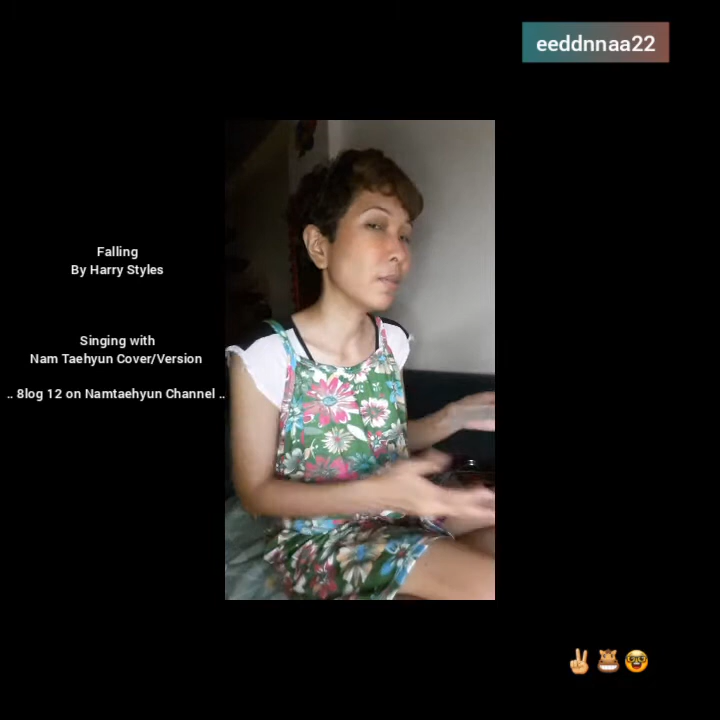 eeddnnaa22
Falling
By Harry Styles
Singing with
Nam Taehyun Cover/Version
.. 8log 12 on Namtaehyun Channel ..